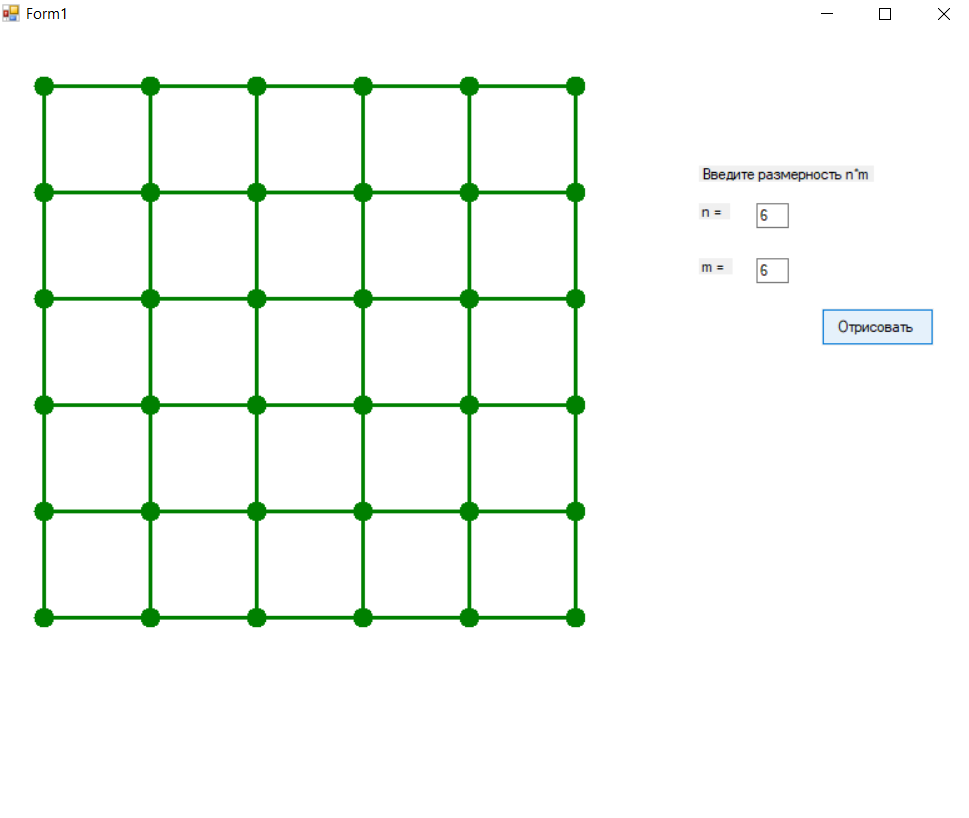 Form1
Введите размерность n*m
n =
6
m =
6
Отрисовать